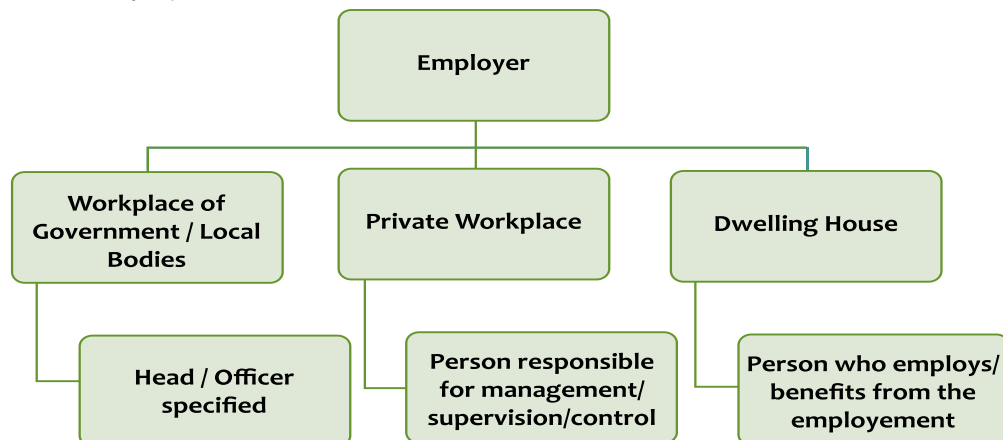 Employer
Workplace of
Government / Local
Bodies
Private Workplace
Dwelling House
Head / Officer
specified
Person responsible
for management/
supervision/control
Person who employs/
benefits from the
employement